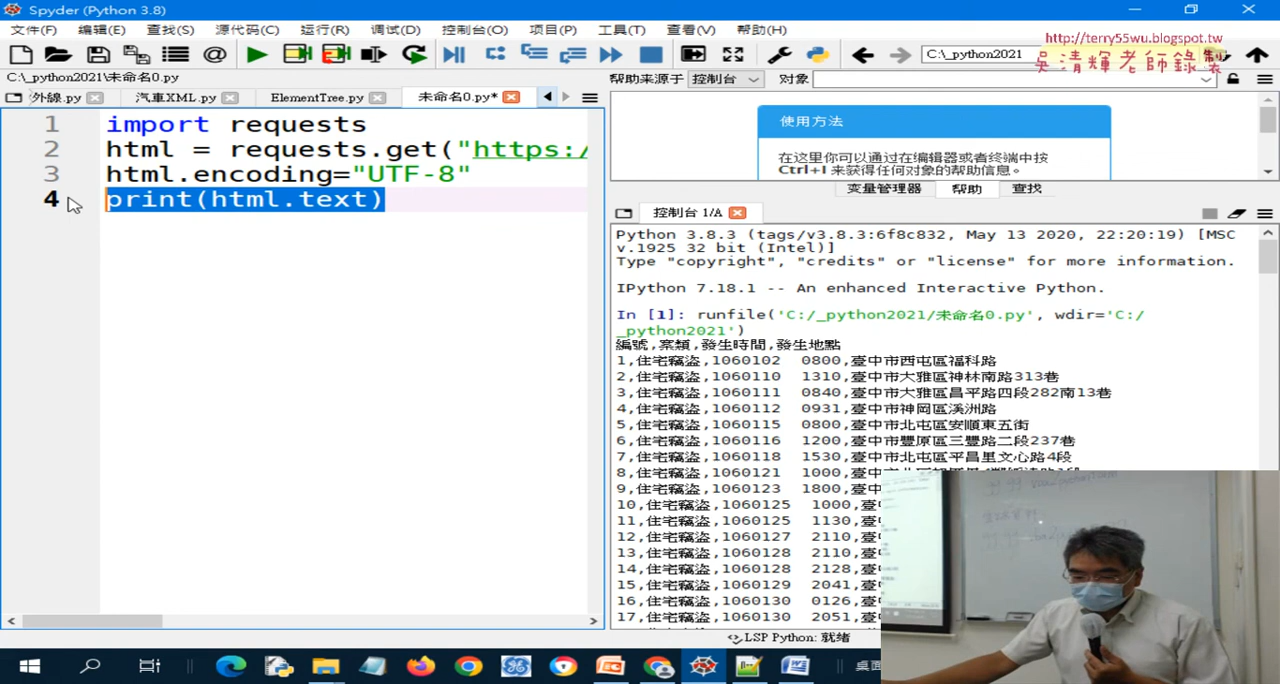 Spyder (Python 3.8)
文件(F) 编辑(E) 查找(S) 源代码(C) 运行(R) 调试(D) 控制台(O) 项目(P) 工具(T) 查看(V) 帮助(H)
http://terry55wu.blogspot.tw
C:\_python2021
吳清輝老師錄製
C:\_python2021\未命名0.py
帮助来源于 控制台 对象
外線.py 汽車XML.py ElementTree.py 未命名0.py*
1 import requests
2 html = requests.get("https:/
3 html.encoding="UTF-8"
4 print(html.text)
使用方法
在这里你可以通过在编辑器或者终端中按
Ctrl+I 来获得任何对象的帮助信息。
变量管理器 帮助 查找
控制台 1/A
Python 3.8.3 (tags/v3.8.3:6f8c832, May 13 2020, 22:20:19) [MSC
v.1925 32 bit (Intel)]
Type "copyright", "credits" or "license" for more information.
IPython 7.18.1 -- An enhanced Interactive Python.
In [1]: runfile('C:/_python2021/未命名0.py', wdir='C:/
_python2021')
編號,案類,發生時間,發生地點
1,住宅竊盜,1060102 0800,臺中市西屯區福科路
2,住宅竊盜,1060110 1310,臺中市大雅區神林南路313巷
3,住宅竊盜,1060111 0840,臺中市大雅區昌平路四段282南13巷
4,住宅竊盜,1060112 0931,臺中市神岡區溪洲路
5,住宅竊盜,1060115 0800,臺中市北屯區安順東五街
6,住宅竊盜,1060116 1200,臺中市豐原區三豐路二段237巷
7,住宅竊盜,1060118 1530,臺中市北屯區平昌里文心路4段
8,住宅竊盜,1060121 1000,臺中市北屯區
9,住宅竊盜,1060123 1800,臺
10,住宅竊盜,1060125 1000,臺
11,住宅竊盜,1060125 1130,臺
12,住宅竊盜,1060127 2110,臺
13,住宅竊盜,1060128 2110,臺
14,住宅竊盜,1060128 2128,臺
15,住宅竊盜,1060129 2041,臺
16,住宅竊盜,1060130 0126,臺
17,住宅竊盜,1060130 2051,臺
LSP Python: 就绪
桌面